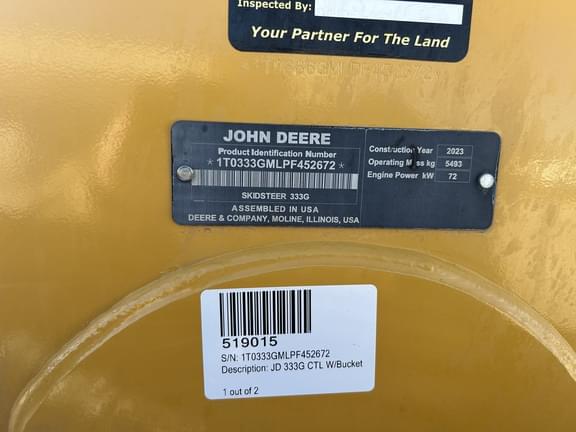 Inspected By:
Your Partner For The Land
JOHN DEERE
Product Identification Number
*1T0333GMLPF452672*
SKIDSTEER 333G
ASSEMBLED IN USA
DEERE & COMPANY, MOLINE, ILLINOIS, USA
Construction Year 2023
Operating Mass kg 5493
Engine Power kW 72
519015
S/N: 1T0333GMLPF452672
Description: JD 333G CTL W/Bucket
1 out of 2